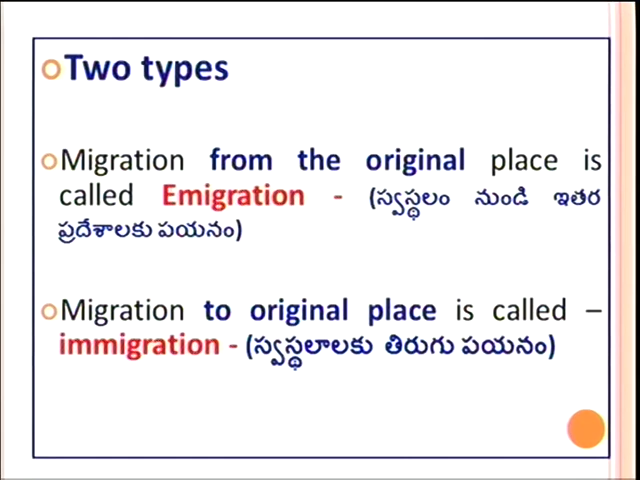 Two types
Migration from the original place is
called Emigration - (స్వస్థలం నుండి ఇతర
ప్రదేశాలకు పయనం)
Migration to original place is called –
immigration - (స్వస్థలాలకు తిరుగు పయనం)